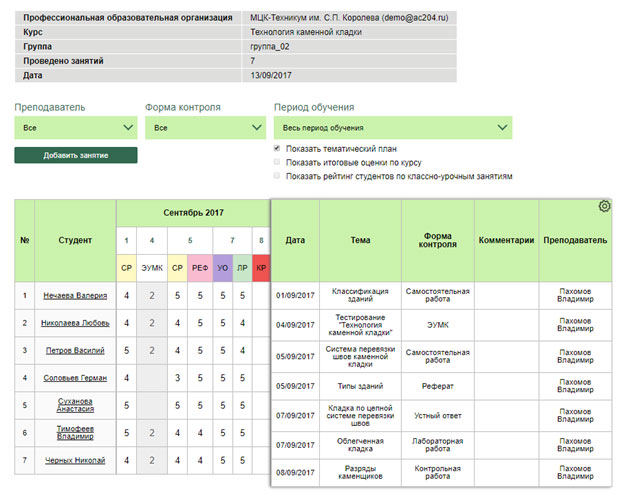 Профессиональная образовательная организация МЦК-Техникум им. С.П. Королева (demo@ac204.ru)
Курс Технология каменной кладки
Группа группа_02
Проведено занятий 7
Дата 13/09/2017
Преподаватель Форма контроля Период обучения
Все Все Весь период обучения
Добавить занятие
Показать тематический план
Показать итоговые оценки по курсу
Показать рейтинг студентов по классно-урочным занятиям
№ Студент Сентябрь 2017 Дата Тема Форма контроля Комментарии Преподаватель
1 4 5 7 8
СР ЭУМК СР РЕФ УО ЛР КР
1 Нечаева Валерия 4 2 5 5 5 5
2 Николаева Любовь 4 2 4 5 5 4
3 Петров Василий 5 2 4 5 5 4
4 Соловьев Герман 4 3 5 5 5
5 Суханова Анастасия 5 5 5 5 5
6 Тимофеев Владимир 5 2 4 4 5 5
7 Черных Николай 4 2 4 4 5 5
01/09/2017 Классификация зданий Самостоятельная работа Пахомов Владимир
04/09/2017 Тестирование "Технология каменной кладки" ЭУМК Пахомов Владимир
05/09/2017 Система перевязки швов каменной кладки Самостоятельная работа Пахомов Владимир
05/09/2017 Типы зданий Реферат Пахомов Владимир
07/09/2017 Кладка по цепной системе перевязки швов Устный ответ Пахомов Владимир
07/09/2017 Облегченная кладка Лабораторная работа Пахомов Владимир
08/09/2017 Разряды каменщиков Контрольная работа Пахомов Владимир